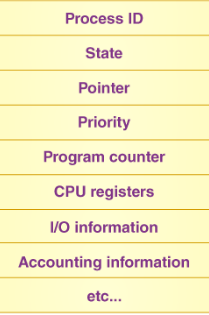 Process ID
State
Pointer
Priority
Program counter
CPU registers
I/O information
Accounting information
etc...